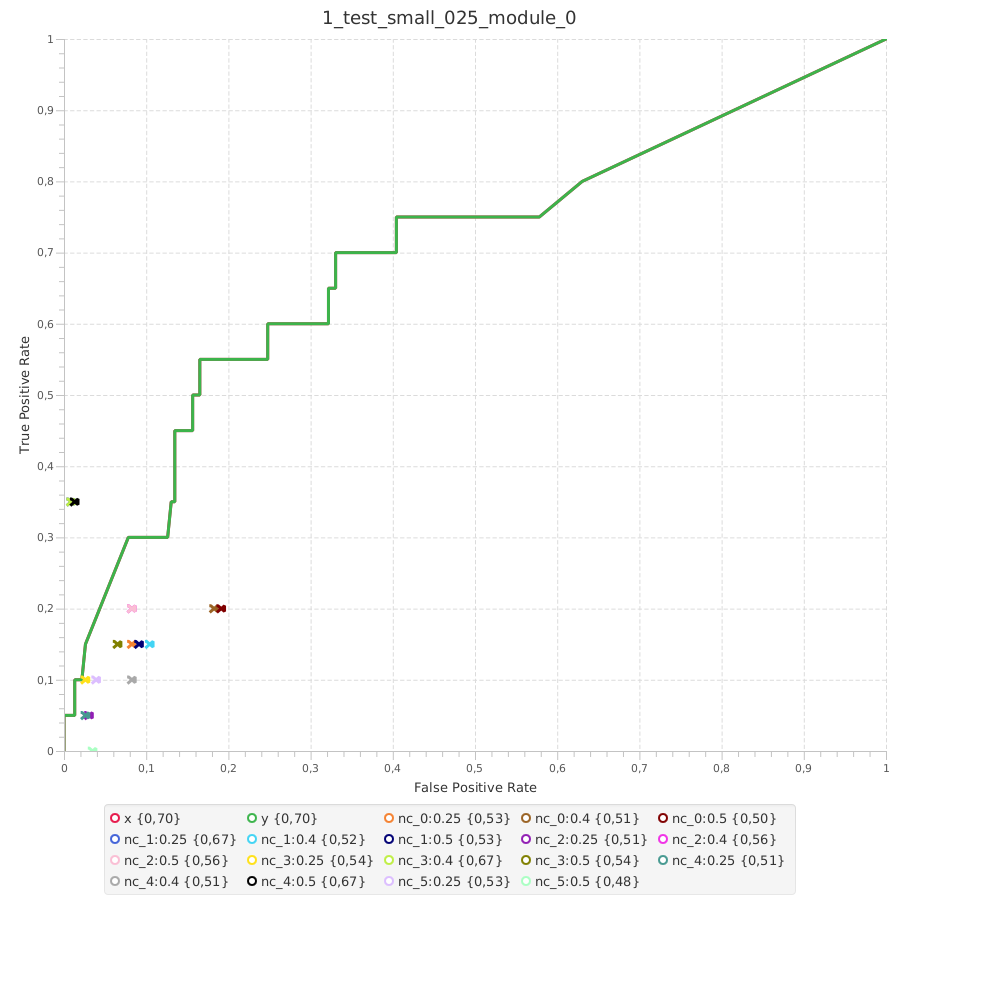 1_test_small_025_module_0
1
0,9
0,8
0,7
0,6
0,5
0,4
0,3
0,2
0,1
0
True Positive Rate
0 0,1 0,2 0,3 0,4 0,5 0,6 0,7 0,8 0,9 1
False Positive Rate
x {0,70} y {0,70} nc_0:0.25 {0,53} nc_0:0.4 {0,51} nc_0:0.5 {0,50}
nc_1:0.25 {0,67} nc_1:0.4 {0,52} nc_1:0.5 {0,53} nc_2:0.25 {0,51} nc_2:0.4 {0,56}
nc_2:0.5 {0,56} nc_3:0.25 {0,54} nc_3:0.4 {0,67} nc_3:0.5 {0,54} nc_4:0.25 {0,51}
nc_4:0.4 {0,51} nc_4:0.5 {0,67} nc_5:0.25 {0,53} nc_5:0.5 {0,48}